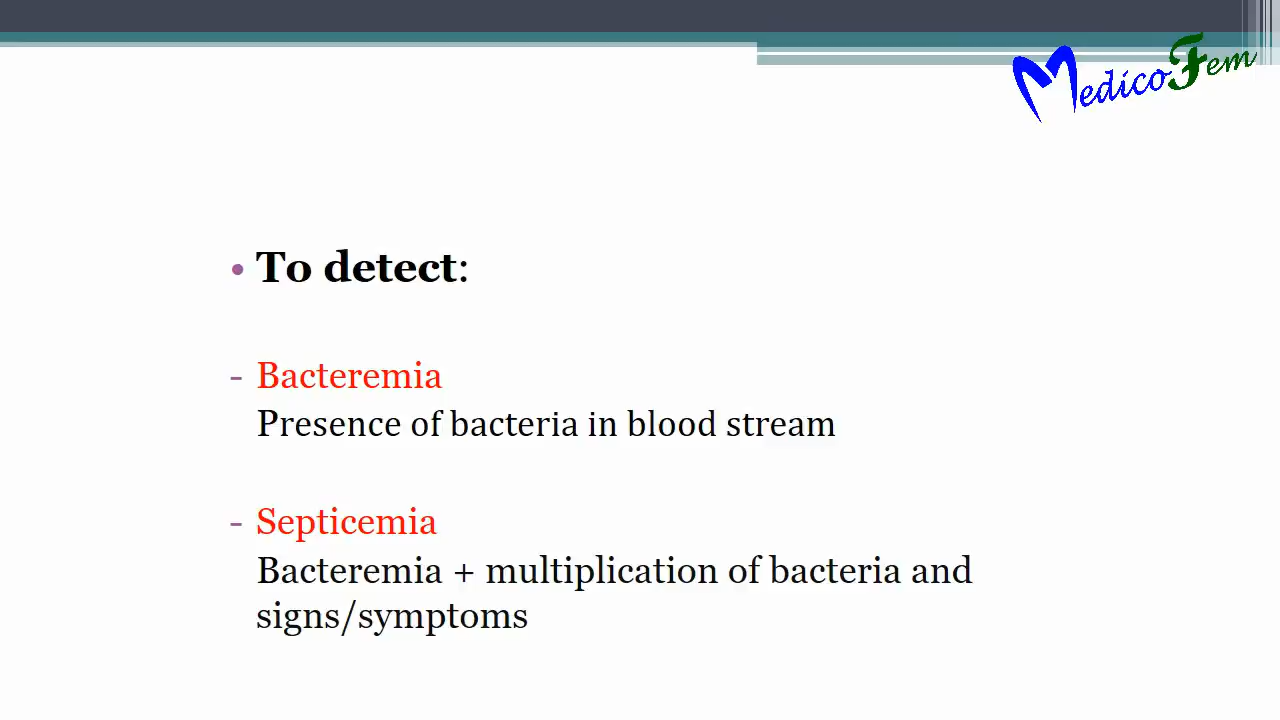 MedicoFem
• To detect:
- Bacteremia
Presence of bacteria in blood stream
- Septicemia
Bacteremia + multiplication of bacteria and
signs/symptoms